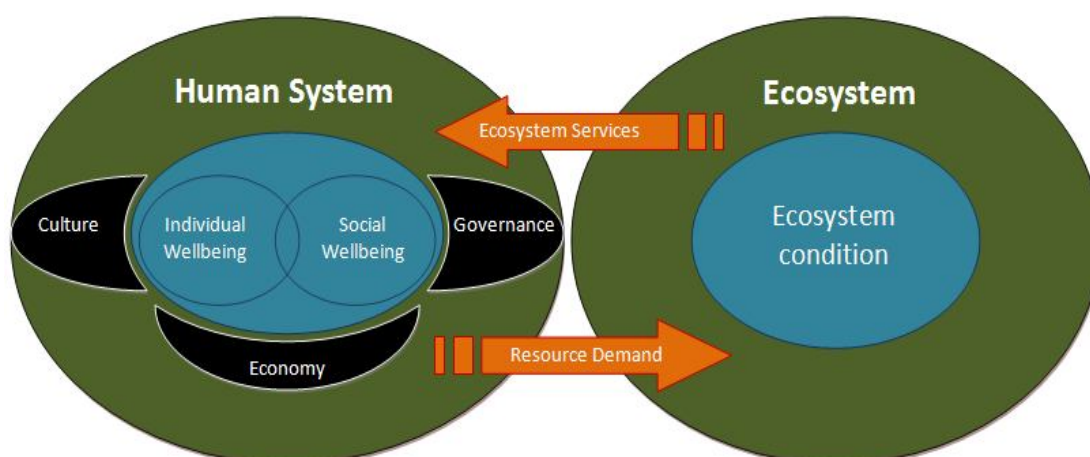 Human System
Ecosystem
Ecosystem Services
Culture
Individual
Wellbeing
Social
Wellbeing
Governance
Ecosystem
condition
Resource Demand
Economy